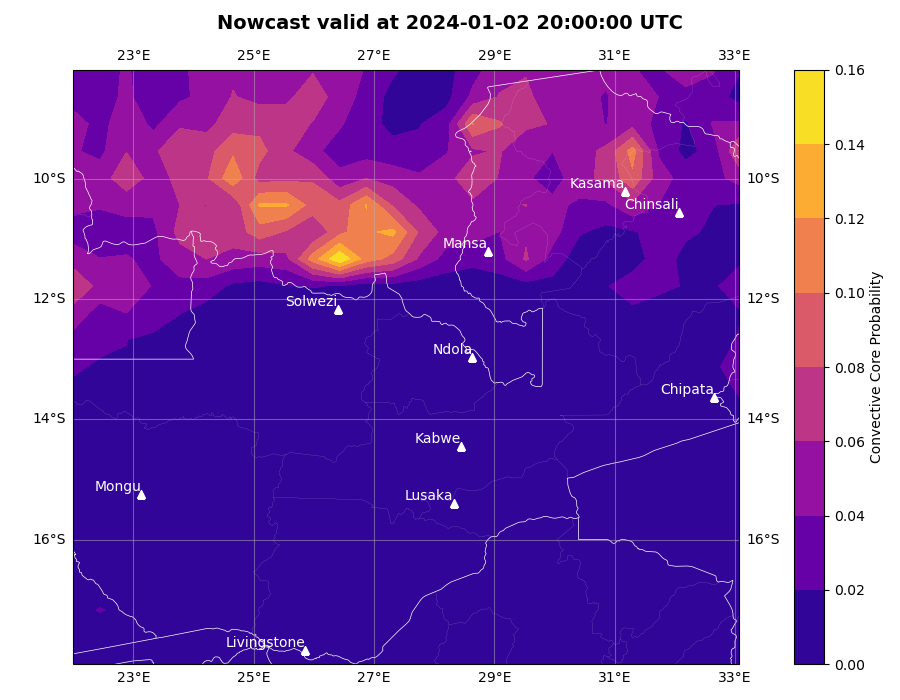 Nowcast valid at 2024-01-02 20:00:00 UTC
23°E 25°E 27°E 29°E 31°E 33°E
0.16
0.14
10°S 10°S
Kasama
Chinsali
0.12
Mansa
0.10
12°S 12°S
Solwezi
Ndola
0.08
Chipata
14°S 14°S
Kabwe
0.06
Mongu
Lusaka
0.04
16°S 16°S
0.02
Livingstone
0.00
23°E 25°E 27°E 29°E 31°E 33°E
Convective Core Probability